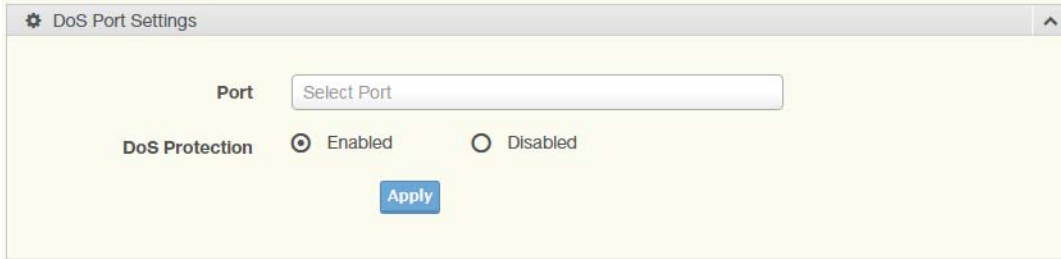 DoS Port Settings
Port Select Port
DoS Protection Enabled Disabled
Apply